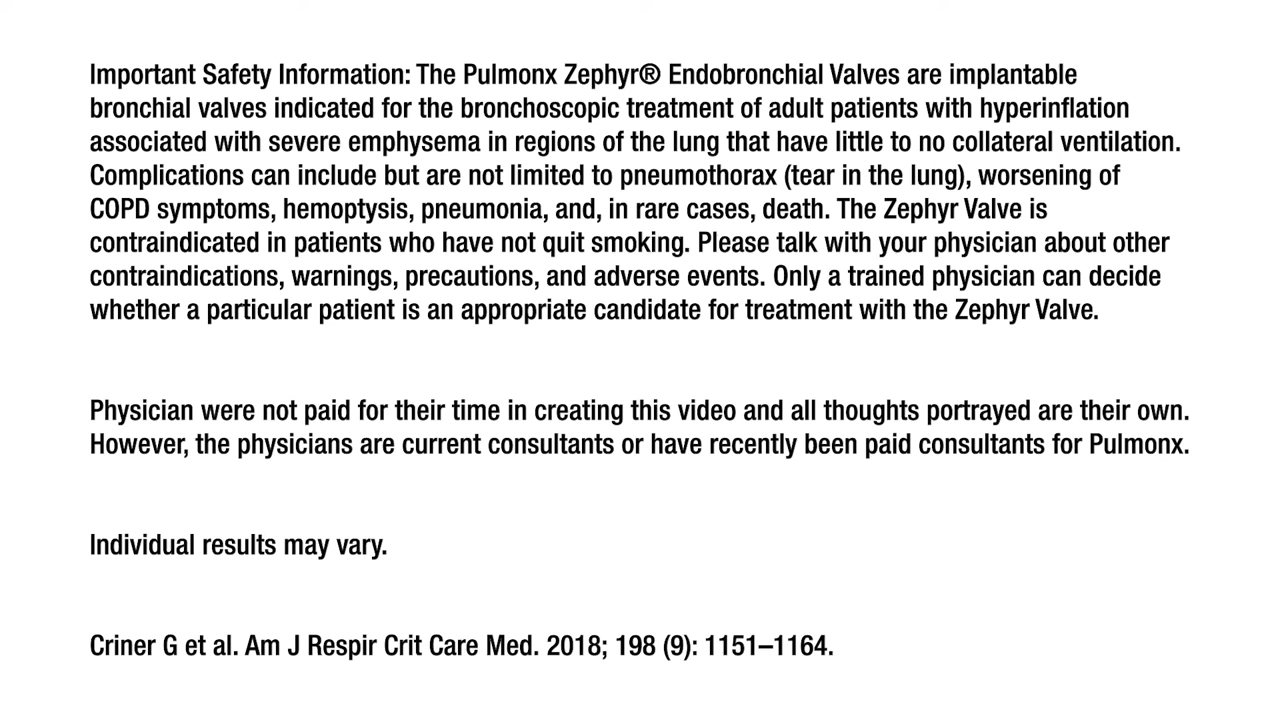 Important Safety Information: The Pulmonx Zephyr® Endobronchial Valves are implantable
bronchial valves indicated for the bronchoscopic treatment of adult patients with hyperinflation
associated with severe emphysema in regions of the lung that have little to no collateral ventilation.
Complications can include but are not limited to pneumothorax (tear in the lung), worsening of
COPD symptoms, hemoptysis, pneumonia, and, in rare cases, death. The Zephyr Valve is
contraindicated in patients who have not quit smoking. Please talk with your physician about other
contraindications, warnings, precautions, and adverse events. Only a trained physician can decide
whether a particular patient is an appropriate candidate for treatment with the Zephyr Valve.
Physician were not paid for their time in creating this video and all thoughts portrayed are their own.
However, the physicians are current consultants or have recently been paid consultants for Pulmonx.
Individual results may vary.
Criner G et al. Am J Respir Crit Care Med. 2018; 198 (9): 1151–1164.